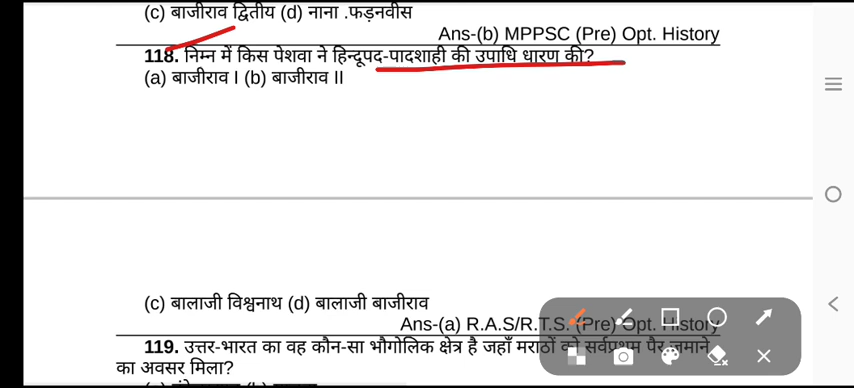 (c) बाजीराव द्वितीय (d) नाना .फड़नवीस
Ans-(b) MPPSC (Pre) Opt. History
118. निम्न में किस पेशवा ने हिन्दूपद-पादशाही की उपाधि धारण की?
(a) बाजीराव I (b) बाजीराव II
(c) बालाजी विश्वनाथ (d) बालाजी बाजीराव
Ans-(a) R.A.S/R.T.S. (Pre) Opt. History
119. उत्तर-भारत का वह कौन-सा भौगोलिक क्षेत्र है जहाँ मराठों को सर्वप्रथम पैर जमाने
का अवसर मिला?